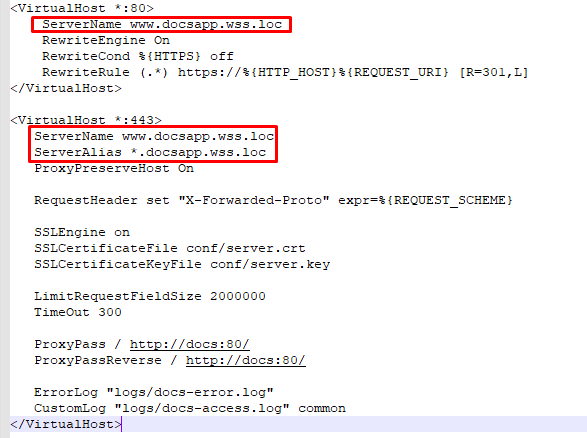 <VirtualHost *:80>
ServerName www.docsapp.wss.loc
RewriteEngine On
RewriteCond %{HTTPS} off
RewriteRule (.*) https://%{HTTP_HOST}%{REQUEST_URI} [R=301,L]
</VirtualHost>
<VirtualHost *:443>
ServerName www.docsapp.wss.loc
ServerAlias *.docsapp.wss.loc
ProxyPreserveHost On
RequestHeader set "X-Forwarded-Proto" expr=%{REQUEST_SCHEME}
SSLEngine on
SSLCertificateFile conf/server.crt
SSLCertificateKeyFile conf/server.key
LimitRequestFieldSize 2000000
TimeOut 300
ProxyPass / http://docs:80/
ProxyPassReverse / http://docs:80/
ErrorLog "logs/docs-error.log"
CustomLog "logs/docs-access.log" common
</VirtualHost>